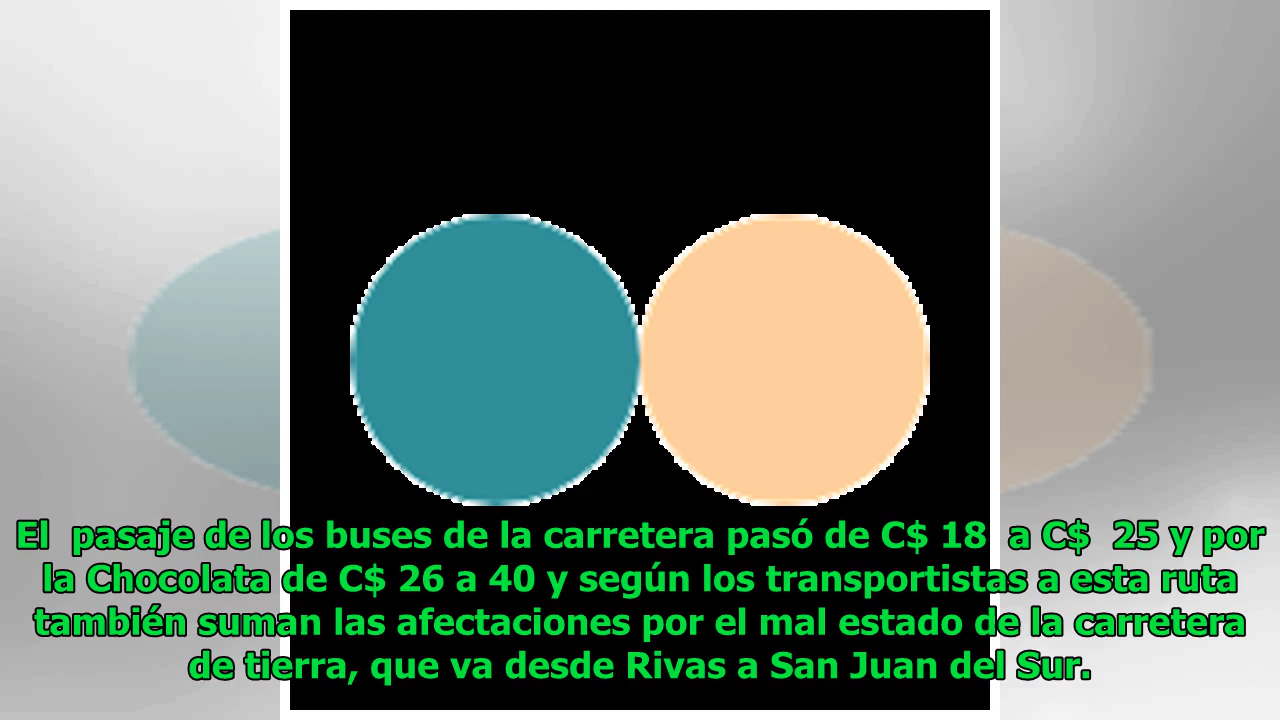 El  pasaje de los buses de la carretera pasó de C$ 18  a C$  25 y por
la Chocolata de C$ 26 a 40 y según los transportistas a esta ruta
también suman las afectaciones por el mal estado de la carretera
de tierra, que va desde Rivas a San Juan del Sur.